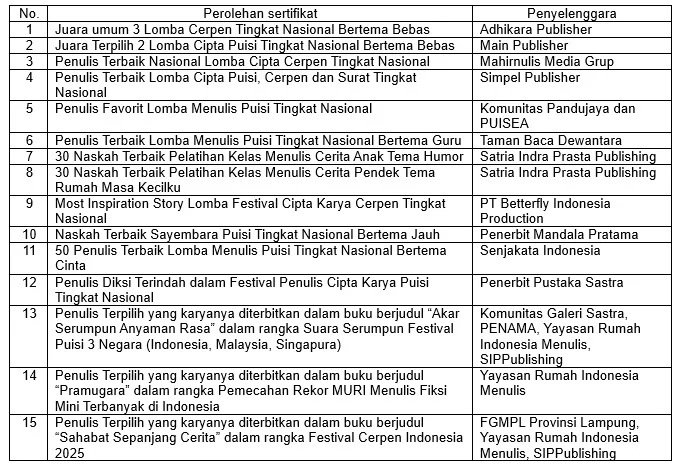 No. Perolehan sertifikat Penyelenggara
1 Juara umum 3 Lomba Cerpen Tingkat Nasional Bertema Bebas Adhikara Publisher
2 Juara Terpilih 2 Lomba Cipta Puisi Tingkat Nasional Bertema Bebas Main Publisher
3 Penulis Terbaik Nasional Lomba Cipta Cerpen Tingkat Nasional Mahirnulis Media Grup
4 Penulis Terbaik Lomba Cipta Puisi, Cerpen dan Surat Tingkat Simpel Publisher
Nasional
5 Penulis Favorit Lomba Menulis Puisi Tingkat Nasional Komunitas Pandujaya dan
PUISEA
6 Penulis Terbaik Lomba Menulis Puisi Tingkat Nasional Bertema Guru Taman Baca Dewantara
7 30 Naskah Terbaik Pelatihan Kelas Menulis Cerita Anak Tema Humor Satria Indra Prasta Publishing
8 30 Naskah Terbaik Pelatihan Kelas Menulis Cerita Pendek Tema Satria Indra Prasta Publishing
Rumah Masa Kecilku
9 Most Inspiration Story Lomba Festival Cipta Karya Cerpen Tingkat PT Betterfly Indonesia
Nasional Production
10 Naskah Terbaik Sayembara Puisi Tingkat Nasional Bertema Jauh Penerbit Mandala Pratama
11 50 Penulis Terbaik Lomba Menulis Puisi Tingkat Nasional Bertema Senjakata Indonesia
Cinta
12 Penulis Diksi Terindah dalam Festival Penulis Cipta Karya Puisi Penerbit Pustaka Sastra
Tingkat Nasional
13 Penulis Terpilih yang karyanya diterbitkan dalam buku berjudul “Akar Komunitas Galeri Sastra,
Serumpun Anyaman Rasa” dalam rangka Suara Serumpun Festival PENAMA, Yayasan Rumah
Puisi 3 Negara (Indonesia, Malaysia, Singapura) Indonesia Menulis,
SIPPublishing
14 Penulis Terpilih yang karyanya diterbitkan dalam buku berjudul Yayasan Rumah Indonesia
“Pramugara” dalam rangka Pemecahan Rekor MURI Menulis Fiksi Menulis
Mini Terbanyak di Indonesia
15 Penulis Terpilih yang karyanya diterbitkan dalam buku berjudul FGMPL Provinsi Lampung,
“Sahabat Sepanjang Cerita” dalam rangka Festival Cerpen Indonesia Yayasan Rumah Indonesia
2025 Menulis, SIPPublishing